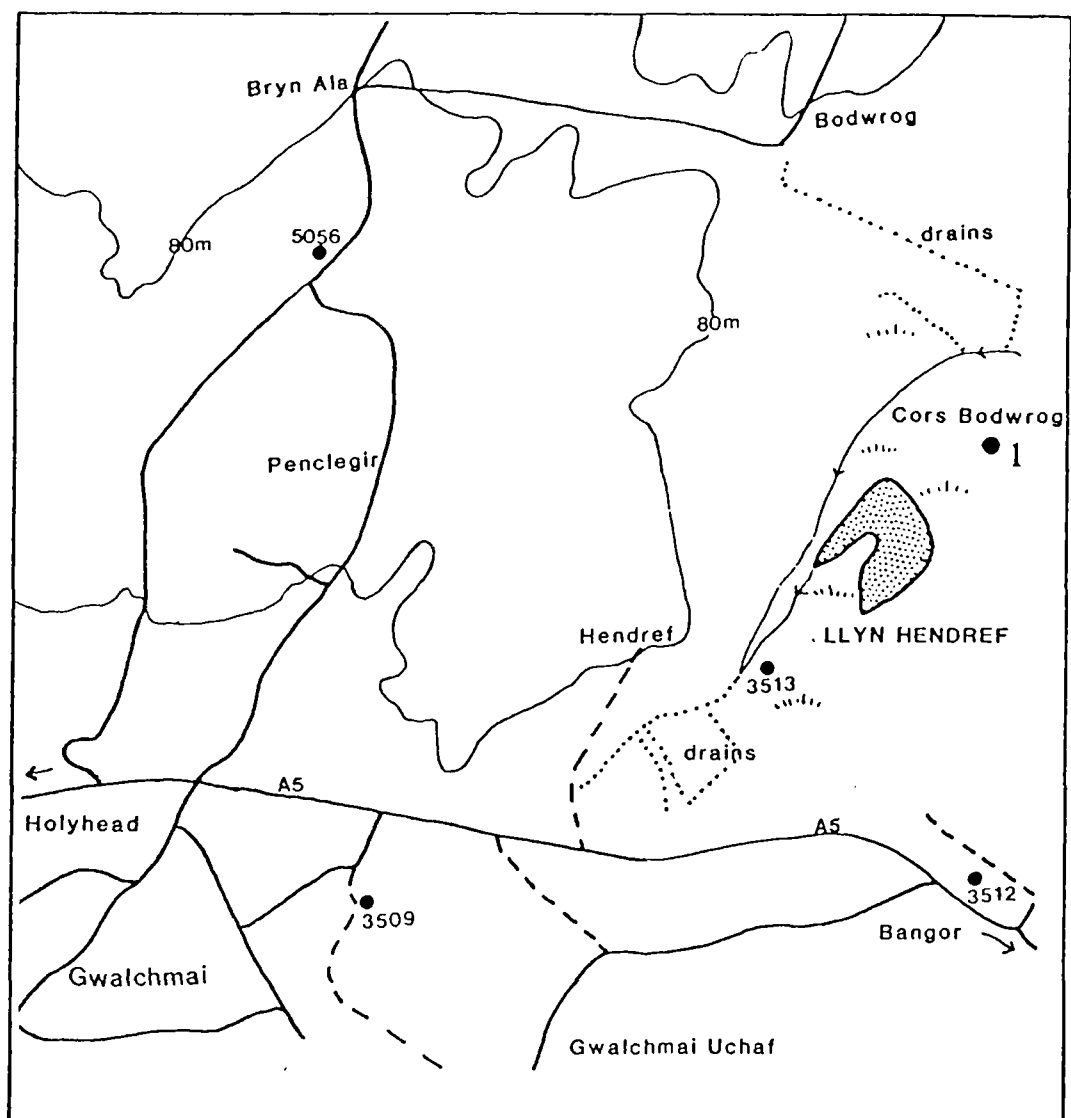 Bryn Ala
Bodwrog
80m
5056
drains
80m
Cors Bodwrog
1
Penclegir
Hendref
LLYN HENDREF
3513
drains
A5
Holyhead
A5
3512
3509
Bangor
Gwalchmai
Gwalchmai Uchaf